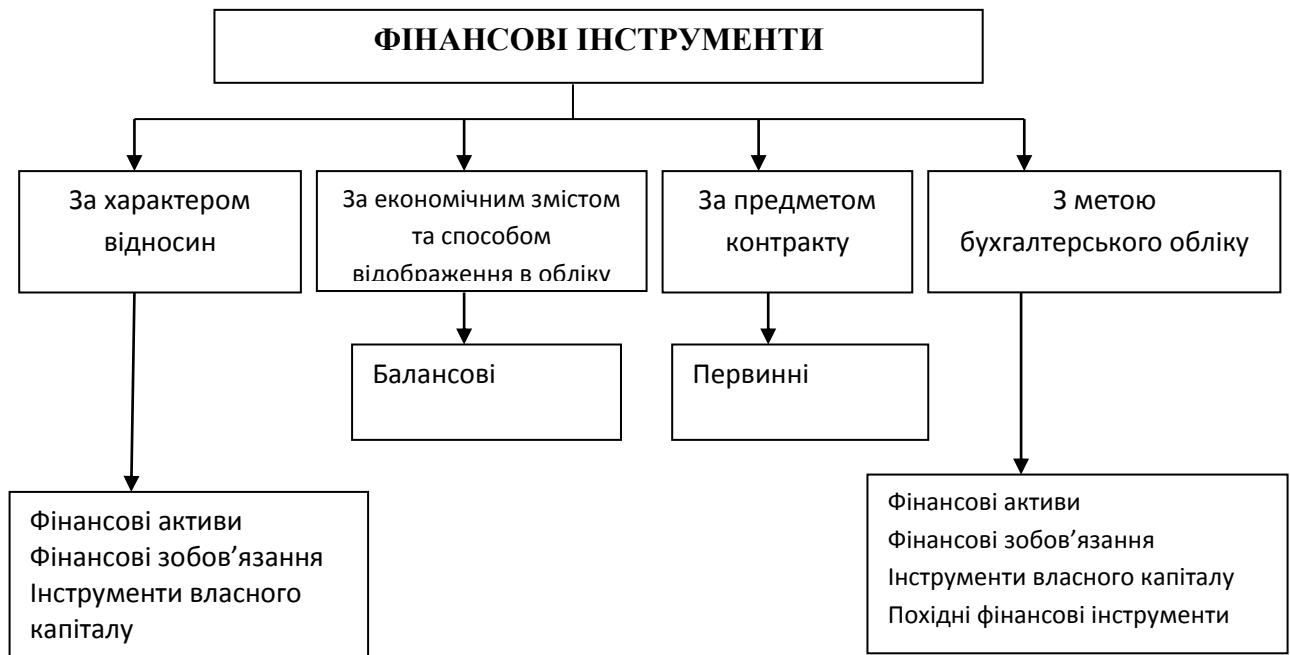 ФІНАНСОВІ ІНСТРУМЕНТИ
За характером
відносин
За економічним змістом
та способом
відображення в обліку
За предметом
контракту
З метою
бухгалтерського обліку
Балансові
Первинні
Фінансові активи
Фінансові зобов’язання
Інструменти власного
капіталу
Фінансові активи
Фінансові зобов’язання
Інструменти власного капіталу
Похідні фінансові інструменти